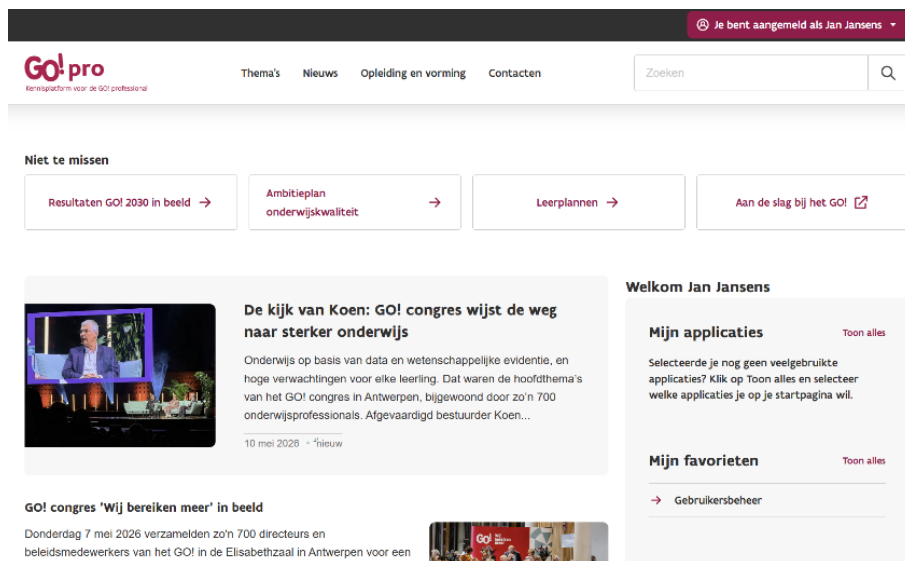 Je bent aangemeld als Jan Jansens
GO! pro
Kennisplatform voor de GO! professional
Thema's Nieuws Opleiding en vorming Contacten
Zoeken
Niet te missen
Resultaten GO! 2030 in beeld →
Ambitieplan
onderwijskwaliteit →
Leerplannen →
Aan de slag bij het GO!
De kijk van Koen: GO! congres wijst de weg
naar sterker onderwijs
Onderwijs op basis van data en wetenschappelijke evidentie, en
hoge verwachtingen voor elke leerling. Dat waren de hoofdthema's
van het GO! congres in Antwerpen, bijgewoond door zo'n 700
onderwijsprofessionals. Afgevaardigd bestuurder Koen...
10 mei 2026 nieuw
GO! congres 'Wij bereiken meer' in beeld
Donderdag 7 mei 2026 verzamelden zo'n 700 directeurs en
beleidsmedewerkers van het GO! in de Elisabethzaal in Antwerpen voor een
GO!
Welkom Jan Jansens
Mijn applicaties Toon alles
Selecteerde je nog geen veelgebruikte
applicaties? Klik op Toon alles en selecteer
welke applicaties je op je startpagina wil.
Mijn favorieten Toon alles
→ Gebruikersbeheer